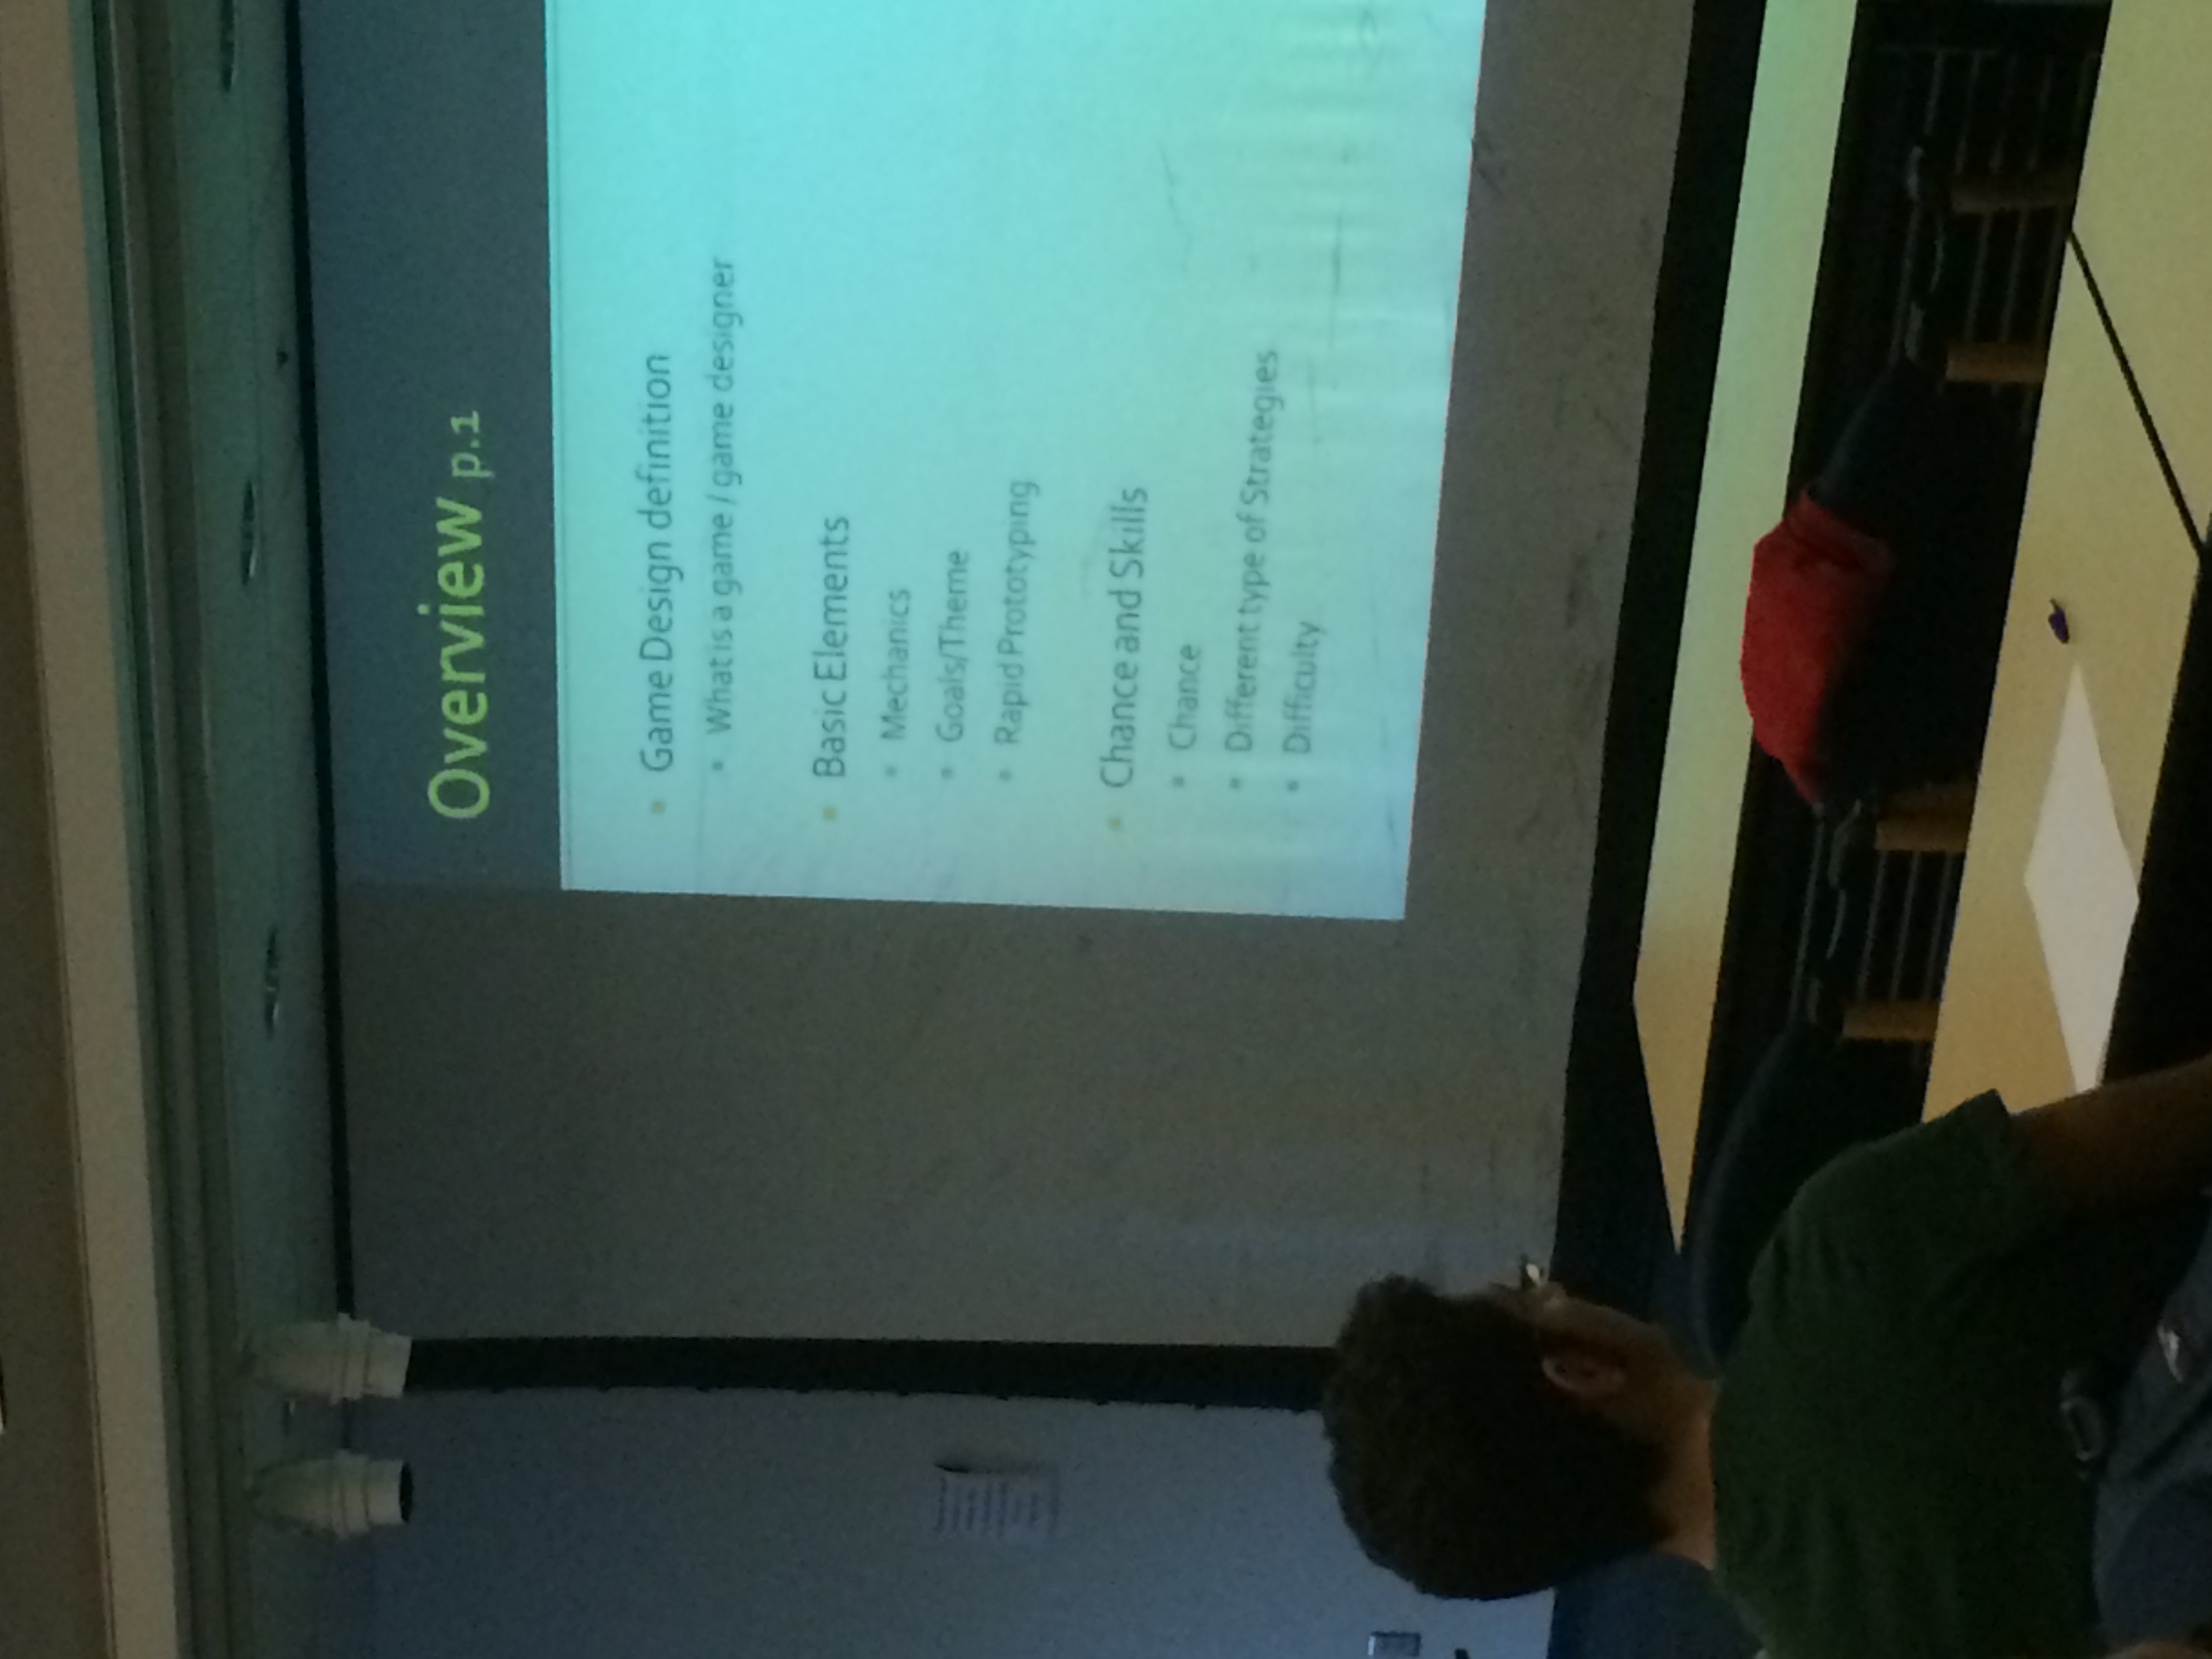 Overview p.1
Game Design definition
What is a game / game designer
Basic Elements
Mechanics
Goals/Theme
Rapid Prototyping
Chance and Skills
Chance
Different type of Strategies
Difficulty